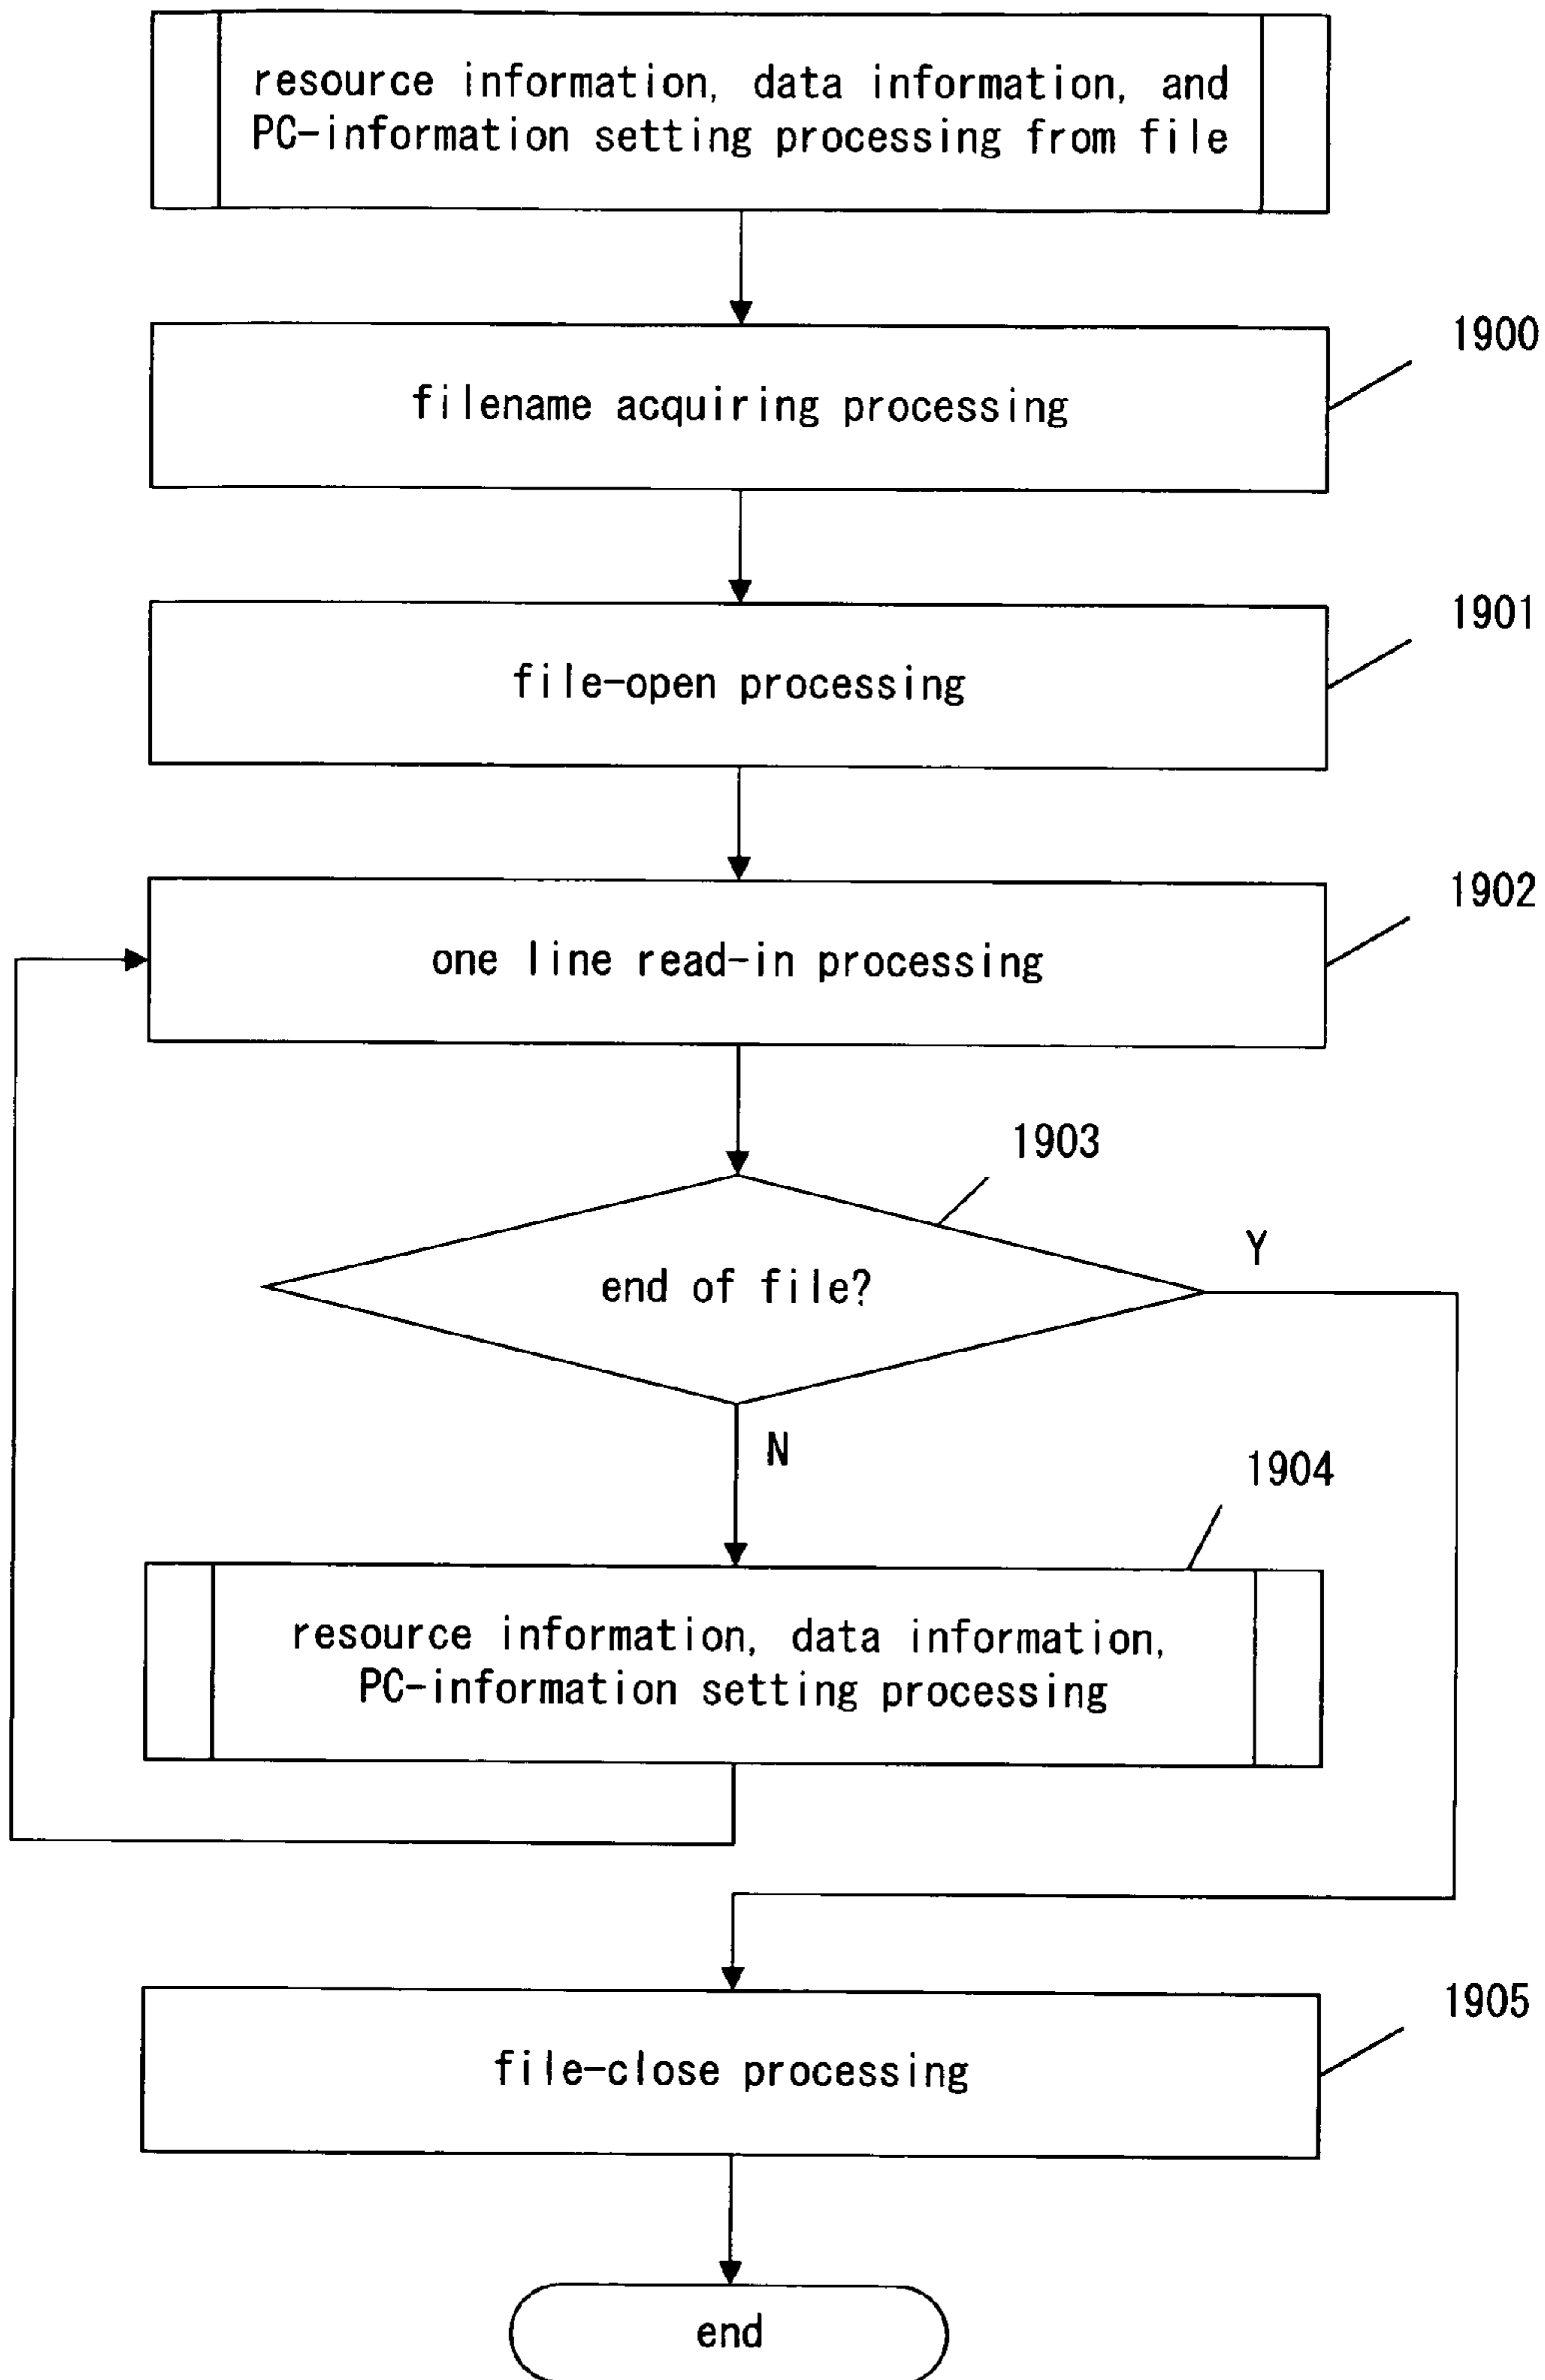 resource information, data information, and
PC-information setting processing from file
1900
filename acquiring processing
1901
file-open processing
1902
one line read-in processing
1903
Y
end of file?
N
1904
resource information, data information,
PC-information setting processing
1905
file-close processing
end